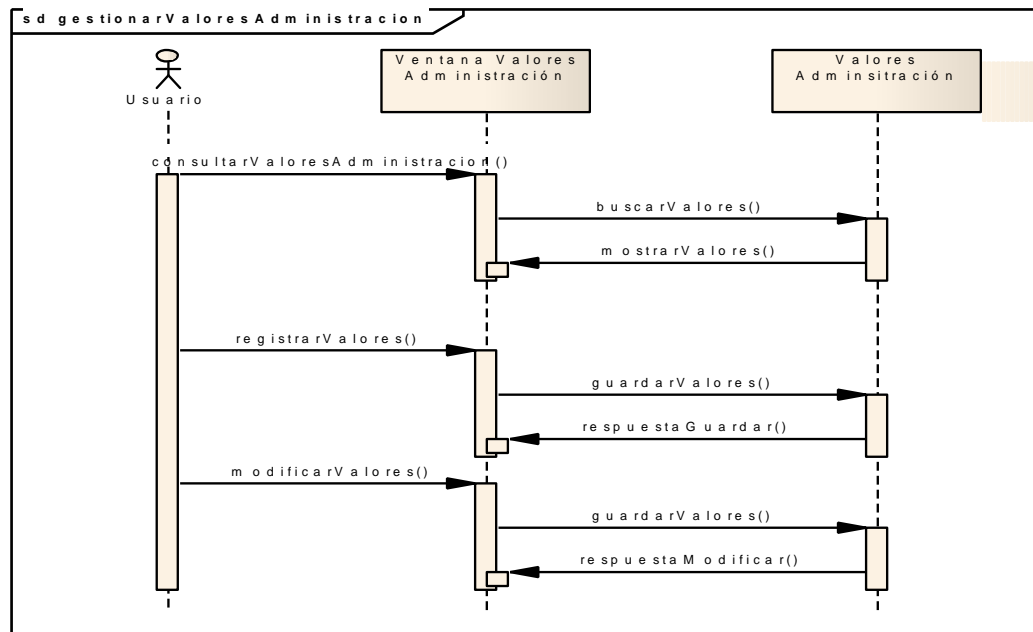 sd gestionarValoresAdministracion
Usuario
Ventana Valores
Administración
Valores
Adminsitración
consultarValoresAdministracion()
buscarValores()
mostrarValores()
registrarValores()
guardarValores()
respuestaGuardar()
modificarValores()
guardarValores()
respuestaModificar()